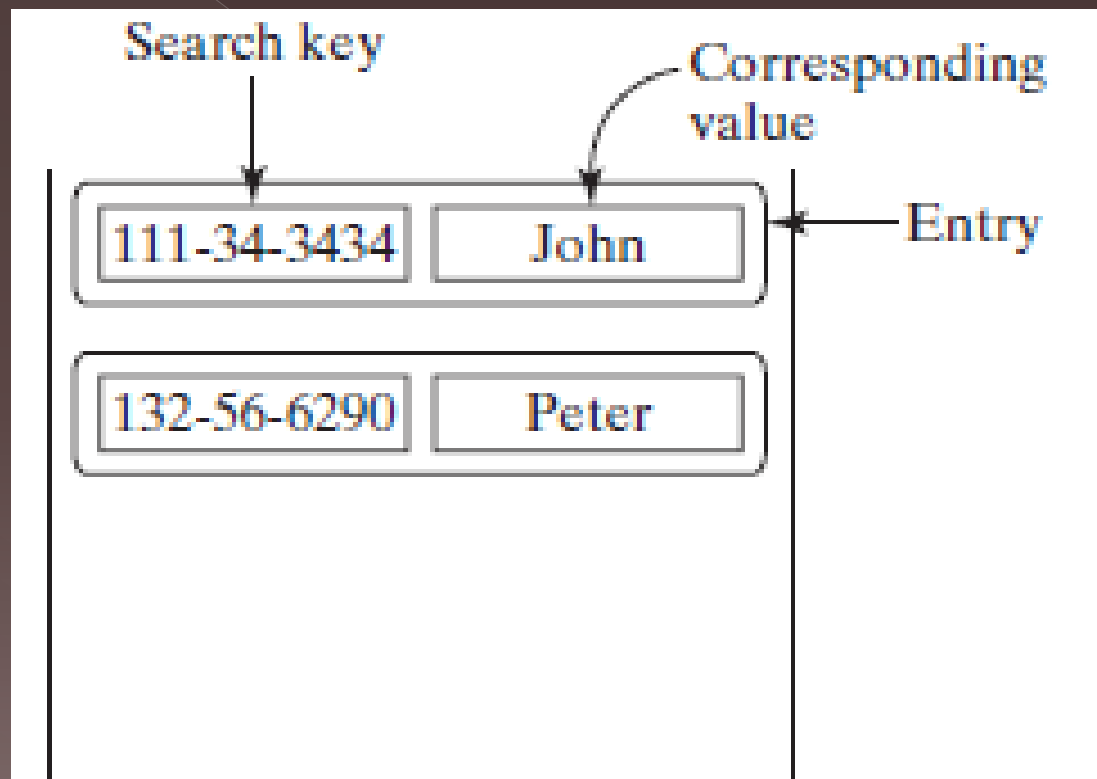 Search key
Corresponding
value
111-34-3434 John
Entry
132-56-6290 Peter